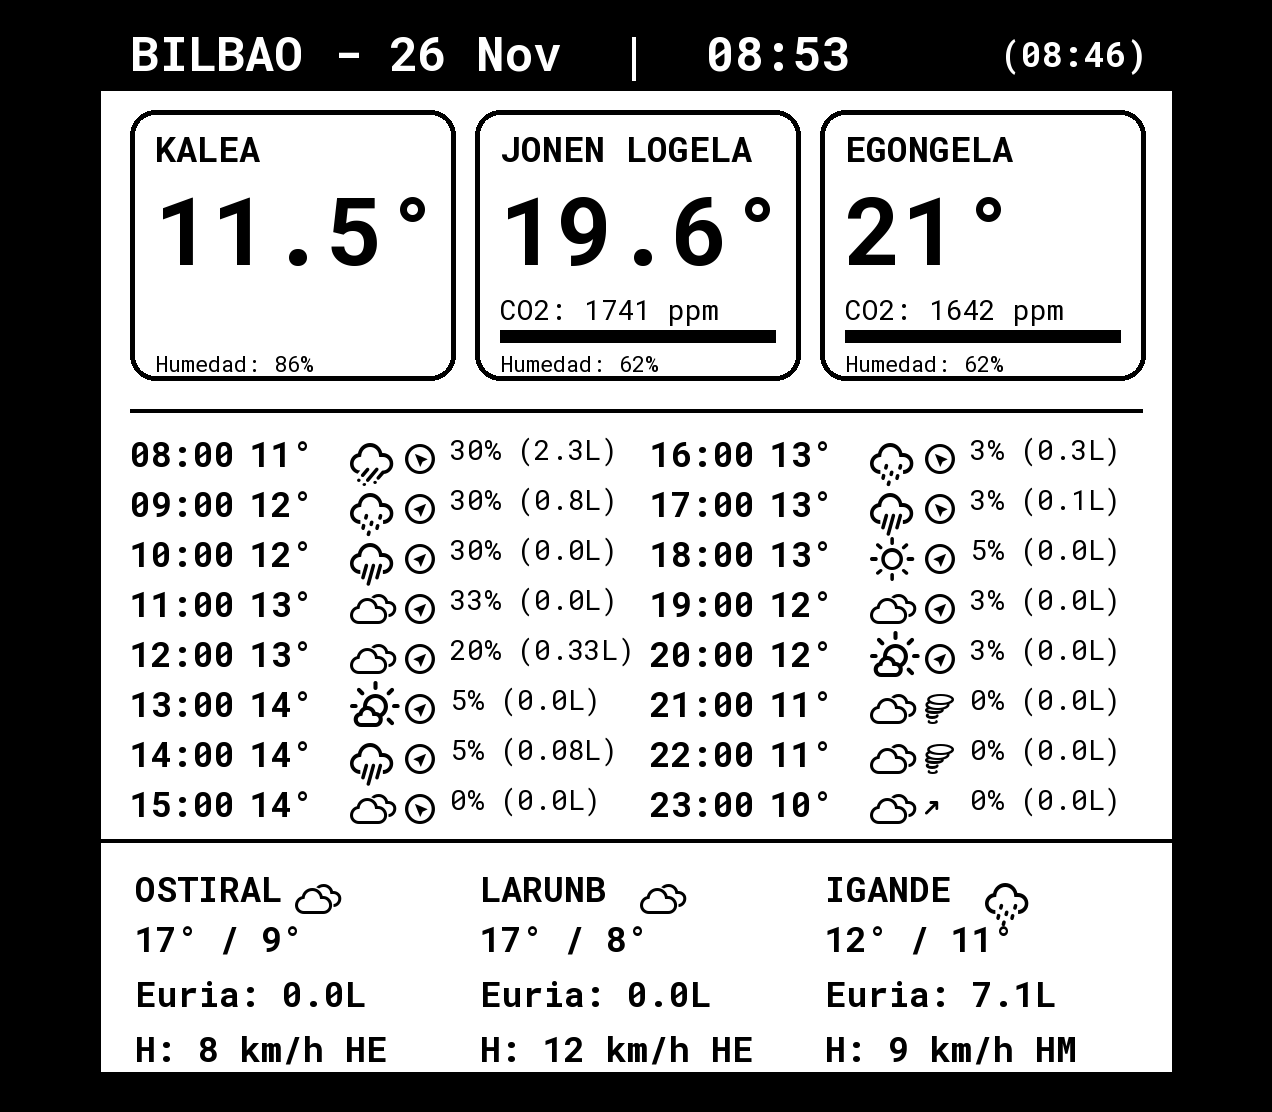 BILBAO - 26 Nov | 08:53 (08:46)
KALEA
11.5°
Humedad: 86%
JONEN LOGELA
19.6°
CO2: 1741 ppm
Humedad: 62%
EGONGELA
21°
CO2: 1642 ppm
Humedad: 62%
08:00 11° 30% (2.3L)
09:00 12° 30% (0.8L)
10:00 12° 30% (0.0L)
11:00 13° 33% (0.0L)
12:00 13° 20% (0.33L)
13:00 14° 5% (0.0L)
14:00 14° 5% (0.08L)
15:00 14° 0% (0.0L)
16:00 13° 3% (0.3L)
17:00 13° 3% (0.1L)
18:00 13° 5% (0.0L)
19:00 12° 3% (0.0L)
20:00 12° 3% (0.0L)
21:00 11° 0% (0.0L)
22:00 11° 0% (0.0L)
23:00 10° 0% (0.0L)
OSTIRAL
17° / 9°
Euria: 0.0L
H: 8 km/h HE
LARUNB
17° / 8°
Euria: 0.0L
H: 12 km/h HE
IGANDE
12° / 11°
Euria: 7.1L
H: 9 km/h HM